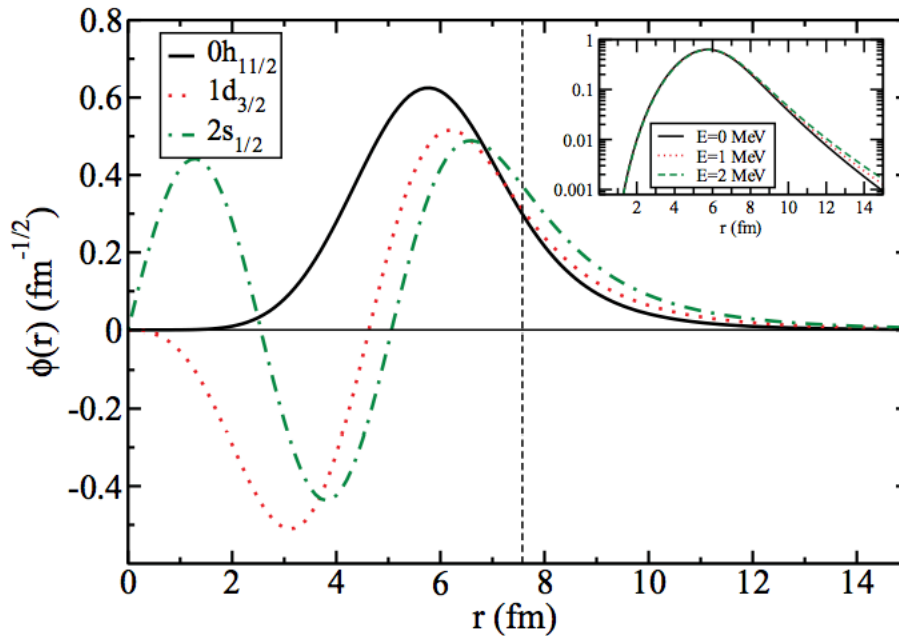 0.8
0.6
0.4
0.2
0
-0.2
-0.4
ϕ(r) (fm^-1/2)
0h11/2
1d3/2
2s1/2
1
0.1
0.01
0.001
E=0 MeV
E=1 MeV
E=2 MeV
2 4 6 8 10 12 14
r (fm)
0 2 4 6 8 10 12 14
r (fm)